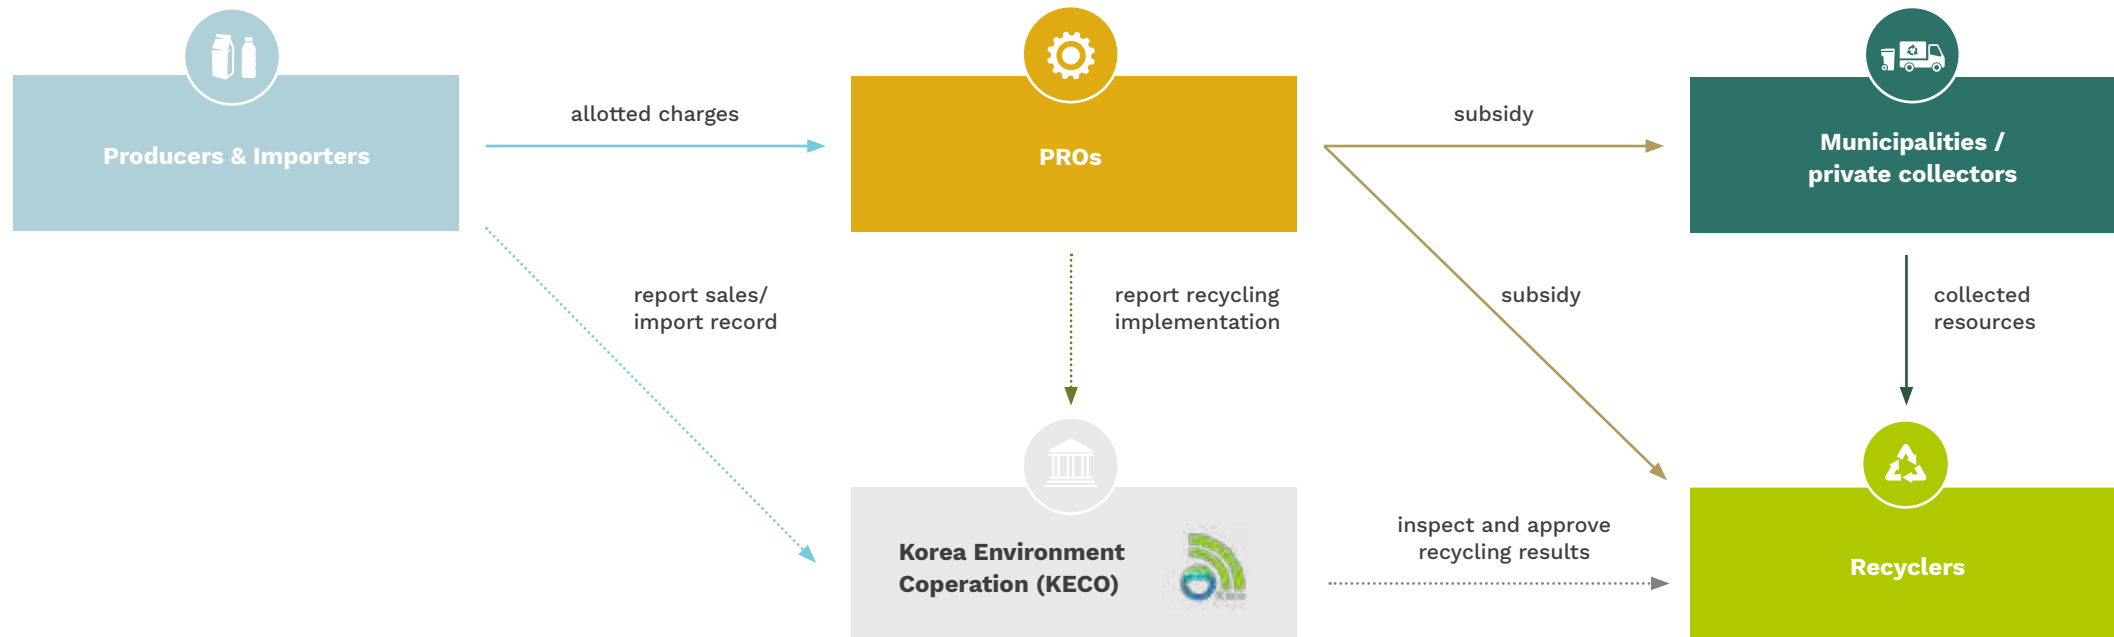 allotted charges
subsidy
Producers & Importers
PROs
Municipalities /
private collectors
report sales/
import record
report recycling
implementation
subsidy
collected
resources
Korea Environment
Coperation (KECO)
inspect and approve
recycling results
Recyclers